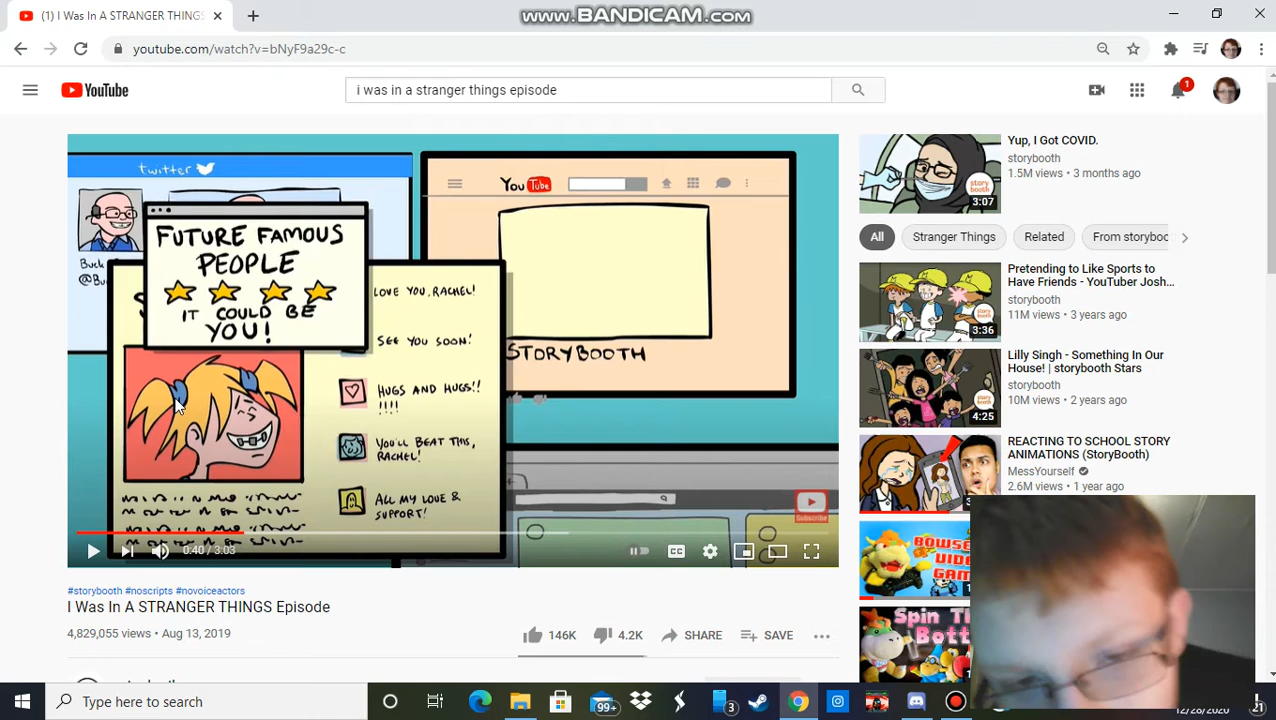 www.BANDICAM.com
(1) I Was In A STRANGER THINGS
youtube.com/watch?v=bNyF9a29c-c
YouTube
i was in a stranger things episode
1
twitter
FUTURE FAMOUS
PEOPLE
IT COULD BE
YOU!
YouTube
STORYBOOTH
LOVE YOU, RACHEL!
SEE YOU SOON!
HUGS AND HUGS!!
!!!!
YOU'LL BEAT THIS,
RACHEL!
ALL MY LOVE &
SUPPORT!
Subscribe
0:40 / 3:03
CC
#storybooth #noscripts #novoiceactors
I Was In A STRANGER THINGS Episode
4,829,055 views • Aug 13, 2019
146K
4.2K
SHARE
SAVE
Yup, I Got COVID.
storybooth
1.5M views • 3 months ago
story booth
3:07
All
Stranger Things
Related
From storyboo
Pretending to Like Sports to
Have Friends - YouTuber Josh...
storybooth
11M views • 3 years ago
3:36
Lilly Singh - Something In Our
House! | storybooth Stars
storybooth
10M views • 2 years ago
4:25
REACTING TO SCHOOL STORY
ANIMATIONS (StoryBooth)
MessYourself
2.6M views • 1 year ago
Type here to search
99+
3
12/28/2020
21